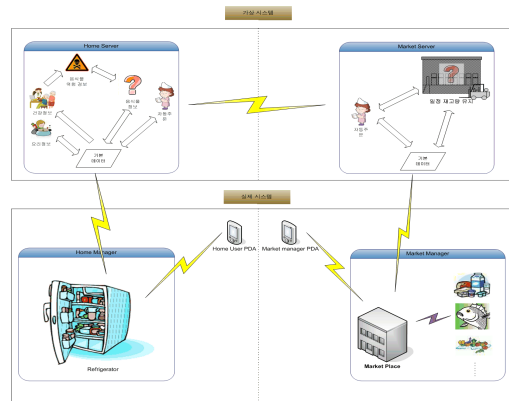 가상 시스템
Home Server
Market Server
음식물
위험 정보
건강정보
음식물
정보
자동주
문
요리정보
기본
데이터
일정 재고량 유지
자동주
문
기본
데이터
실제 시스템
Home User PDA
Market manager PDA
Home Manager
Market Manager
Refrigerator
Market Place